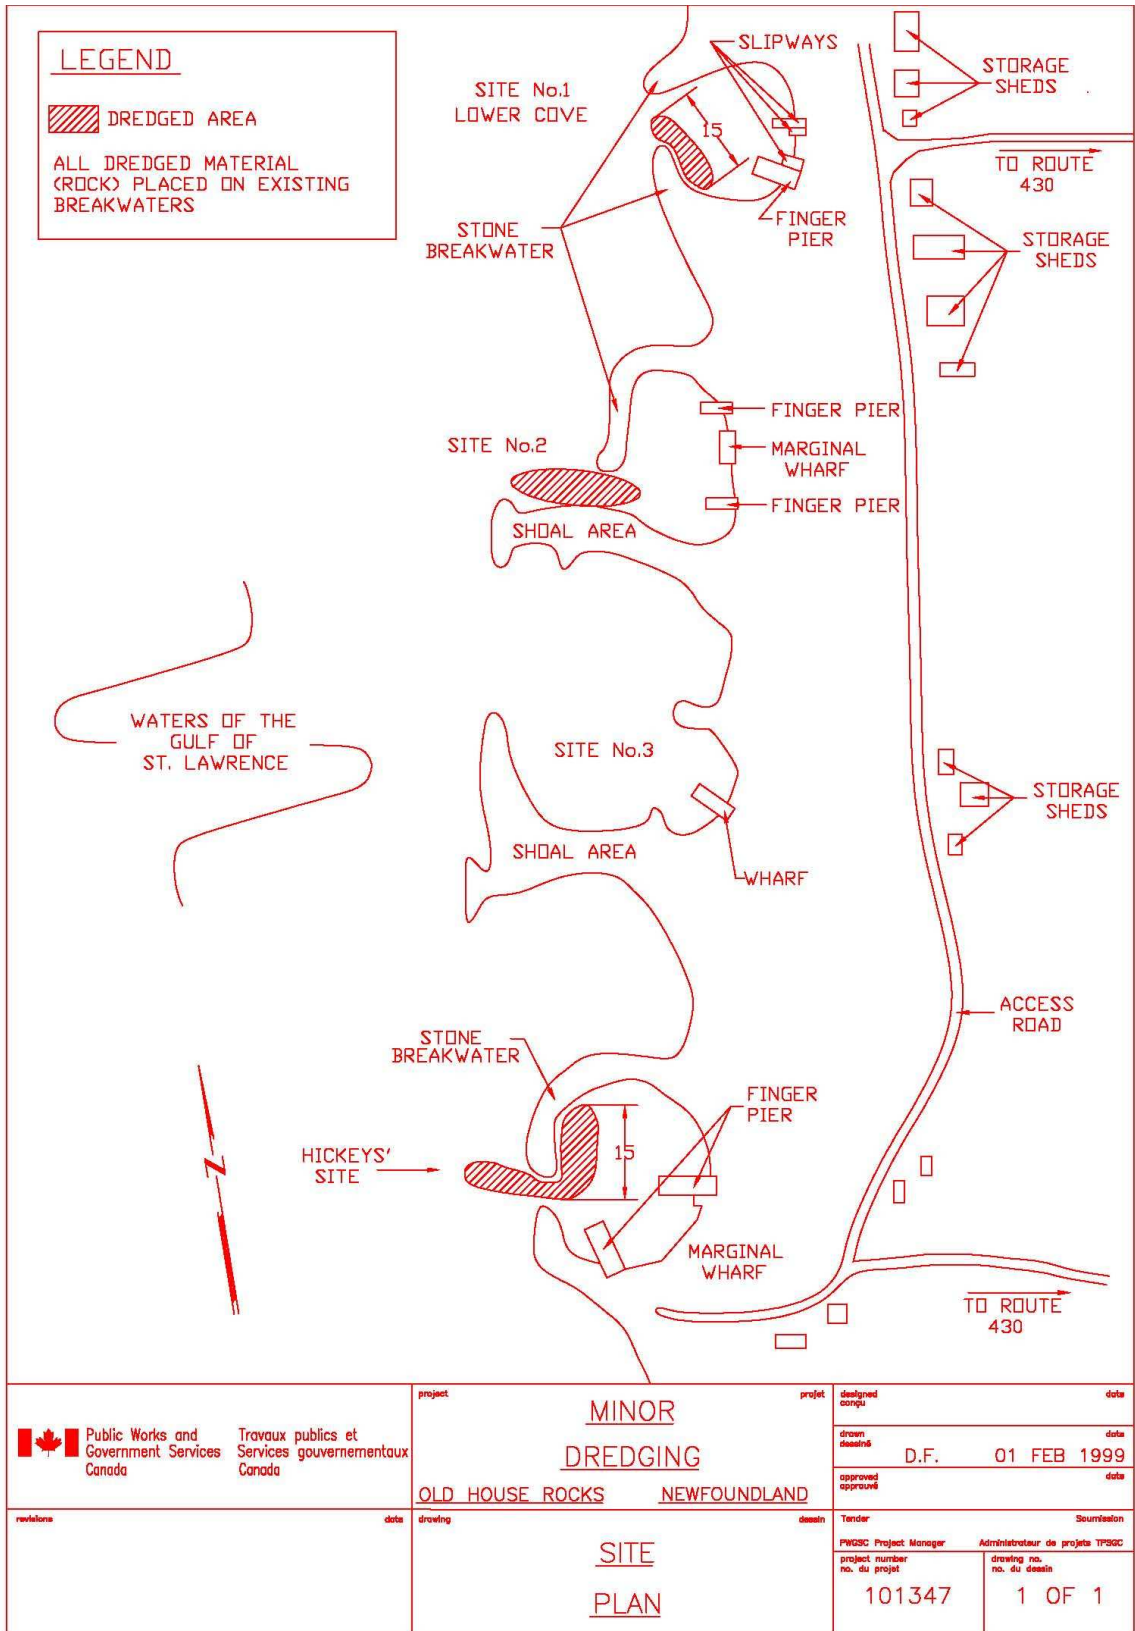 LEGEND
DREDGED AREA
ALL DREDGED MATERIAL
(ROCK) PLACED ON EXISTING
BREAKWATERS
SITE No.1
LOWER COVE
SLIPWAYS
15
STORAGE
SHEDS
TO ROUTE
430
STONE
BREAKWATER
FINGER
PIER
STORAGE
SHEDS
FINGER PIER
SITE No.2
MARGINAL
WHARF
FINGER PIER
SHOAL AREA
WATERS OF THE
GULF OF
ST. LAWRENCE
SITE No.3
STORAGE
SHEDS
SHOAL AREA
WHARF
ACCESS
ROAD
STONE
BREAKWATER
FINGER
PIER
HICKEYS'
SITE
15
N
MARGINAL
WHARF
TO ROUTE
430
Public Works and
Government Services
Canada
Travaux publics et
Services gouvernementaux
Canada
project projet
MINOR
DREDGING
OLD HOUSE ROCKS NEWFOUNDLAND
designed date
conçu
drawn date
dessiné
D.F. 01 FEB 1999
approved date
approuvé
revisions date
drawing dessin
SITE
PLAN
Tender Soumission
PWGSC Project Manager Administrateur de projets TPSGC
project number
no. du projet
101347
drawing no.
no. du dessin
1 OF 1